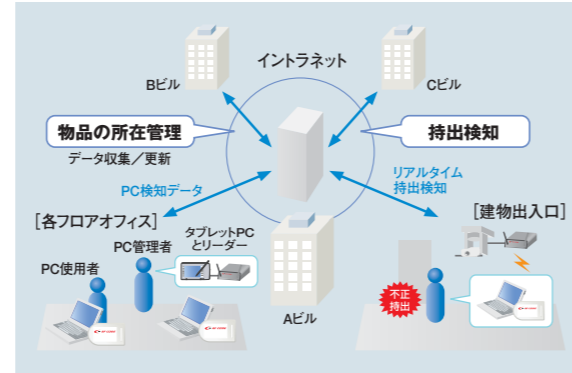 イントラネット
Bビル
Cビル
物品の所在管理
データ収集／更新
持出検知
PC検知データ
リアルタイム
持出検知
［各フロアオフィス］
［建物出入口］
PC管理者
タブレットPC
とリーダー
PC使用者
Aビル
不正
持出